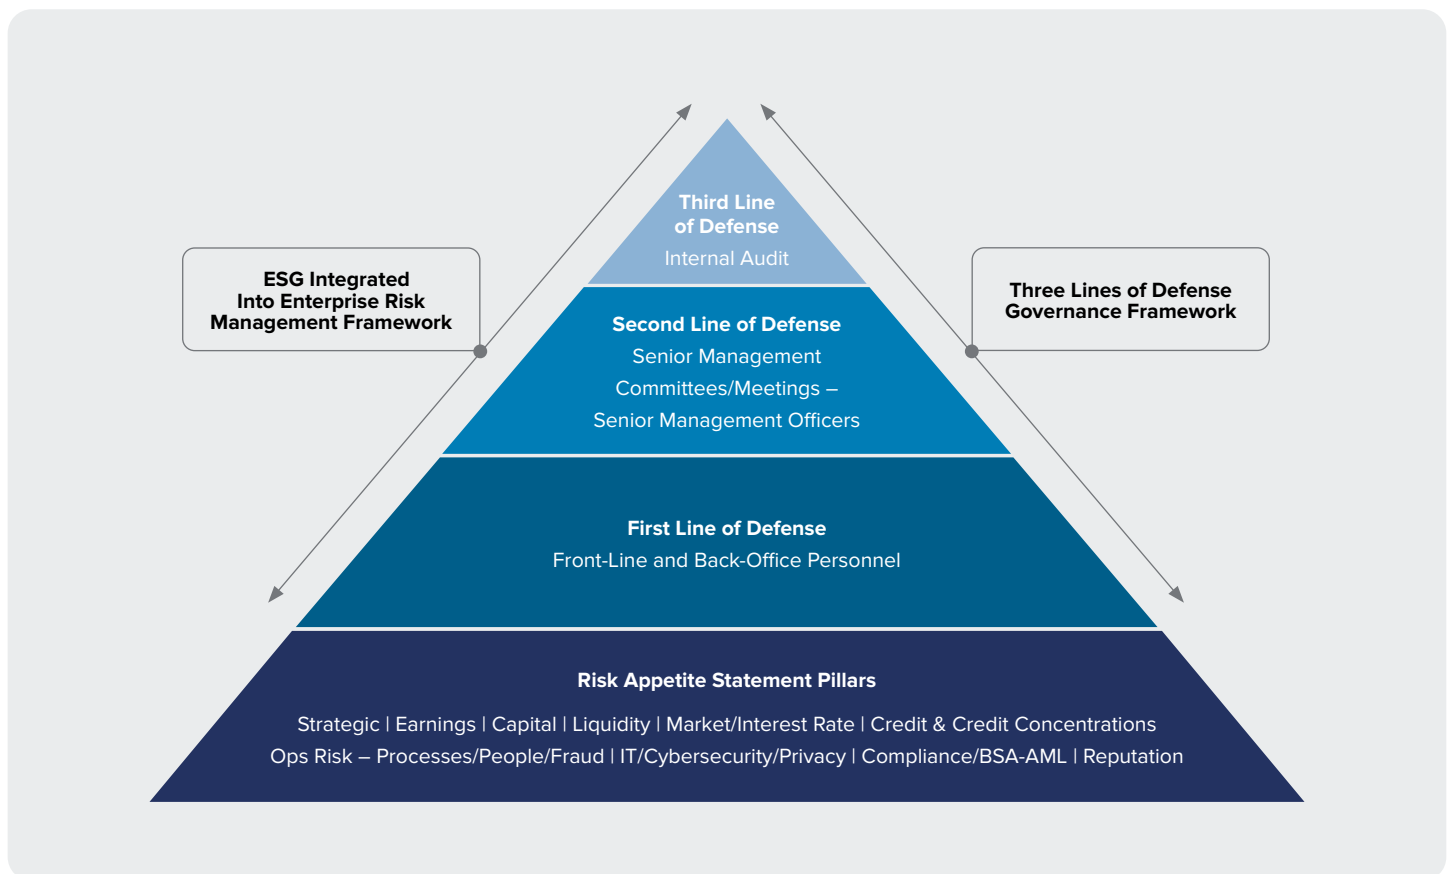 Third Line
of Defense
Internal Audit
ESG Integrated
Into Enterprise Risk
Management Framework
Three Lines of Defense
Governance Framework
Second Line of Defense
Senior Management
Committees/Meetings –
Senior Management Officers
First Line of Defense
Front-Line and Back-Office Personnel
Risk Appetite Statement Pillars
Strategic | Earnings | Capital | Liquidity | Market/Interest Rate | Credit & Credit Concentrations
Ops Risk – Processes/People/Fraud | IT/Cybersecurity/Privacy | Compliance/BSA-AML | Reputation